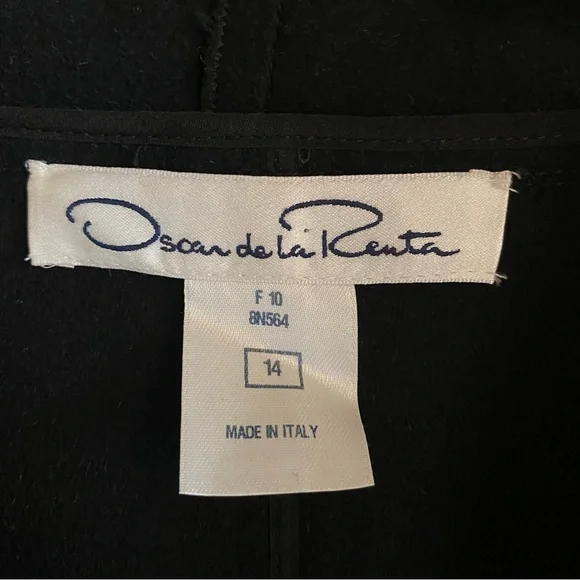 Oscar de la Renta
F 10
8N564
14
MADE IN ITALY